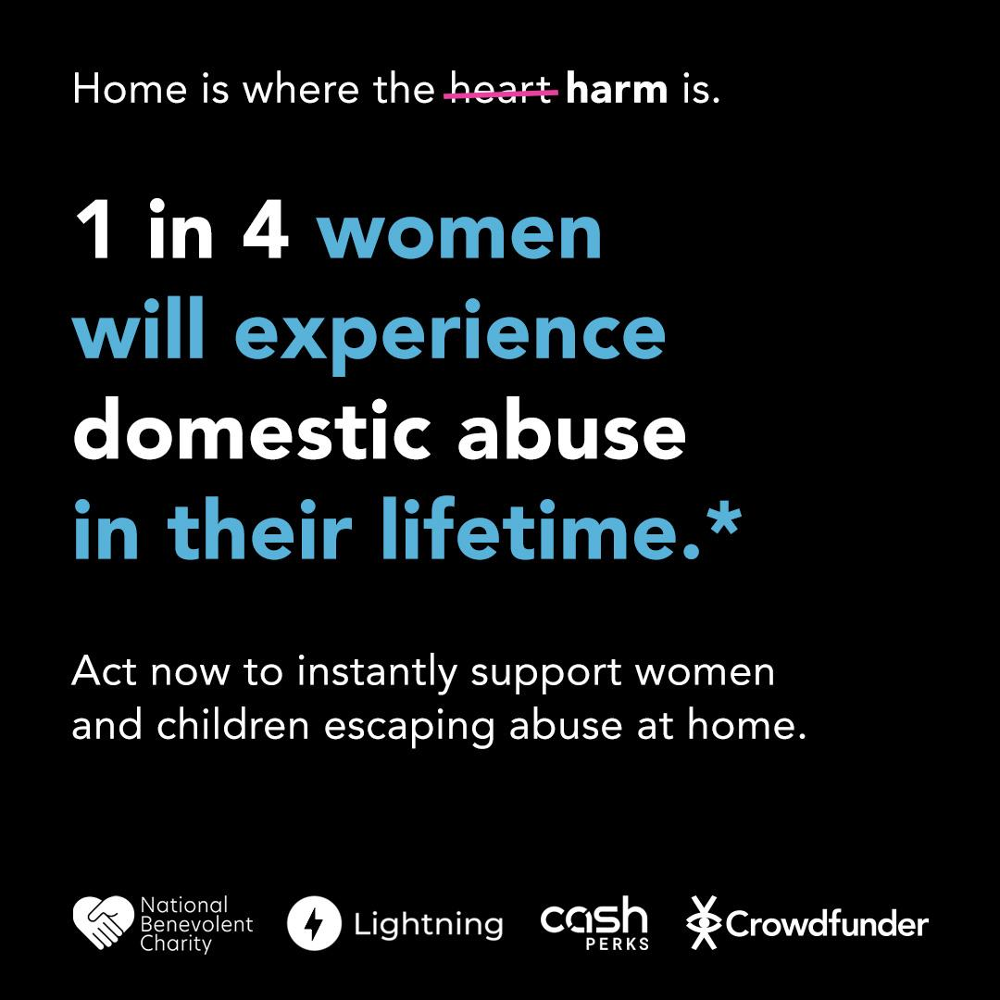 Home is where the heart harm is.
1 in 4 women
will experience
domestic abuse
in their lifetime.*
Act now to instantly support women
and children escaping abuse at home.
National
Benevolent
Charity
Lightning
cash
PERKS
Crowdfunder